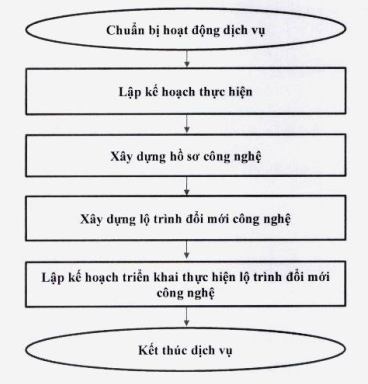 Chuẩn bị hoạt động dịch vụ
Lập kế hoạch thực hiện
Xây dựng hồ sơ công nghệ
Xây dựng lộ trình đổi mới công nghệ
Lập kế hoạch triển khai thực hiện lộ trình đổi mới
công nghệ
Kết thúc dịch vụ